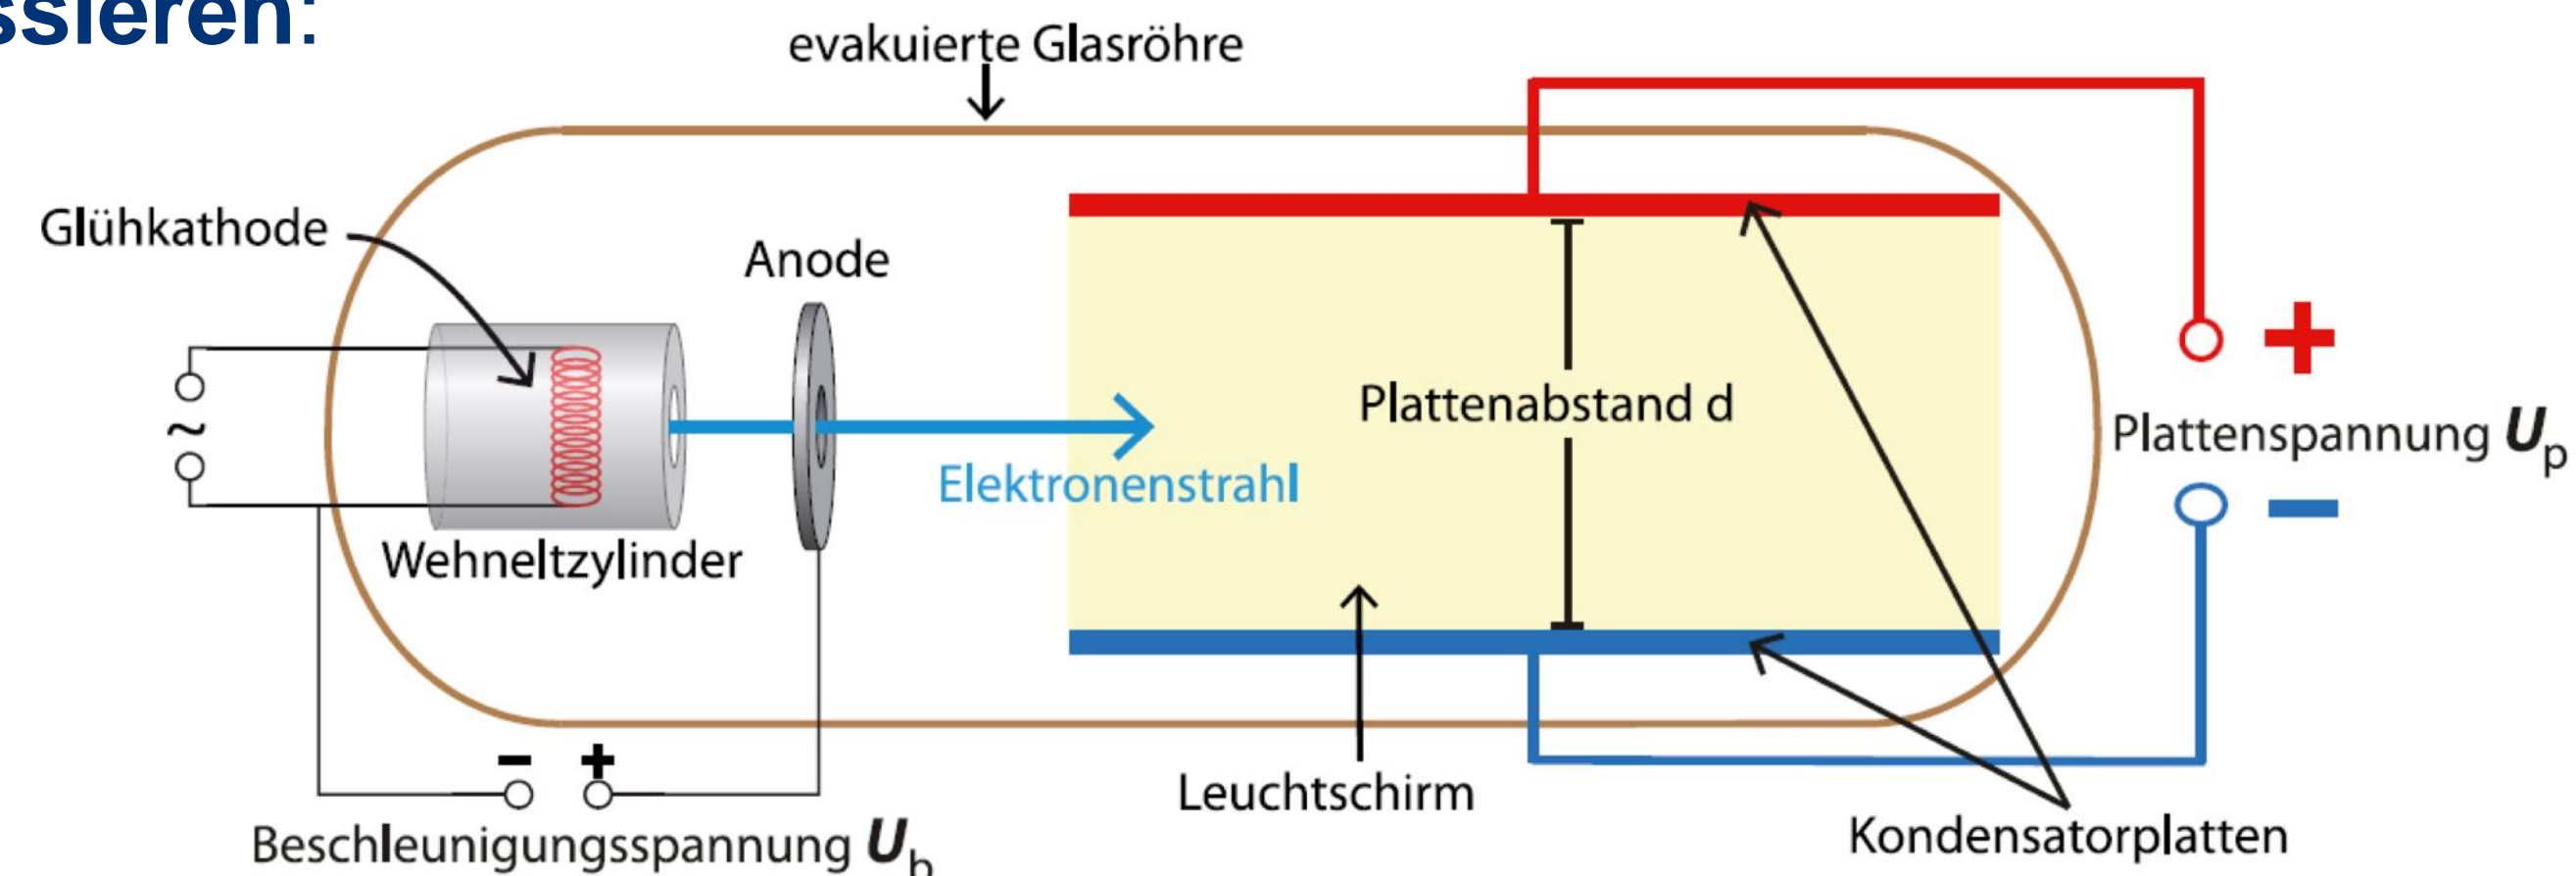 ssieren:
evakuierte Glasröhre
Glühkathode
Anode
Plattenabstand d
~
+
Plattenspannung Up
−
Elektronenstrahl
Wehneltzylinder
− +
Leuchtschirm
Beschleunigungsspannung Ub
Kondensatorplatten